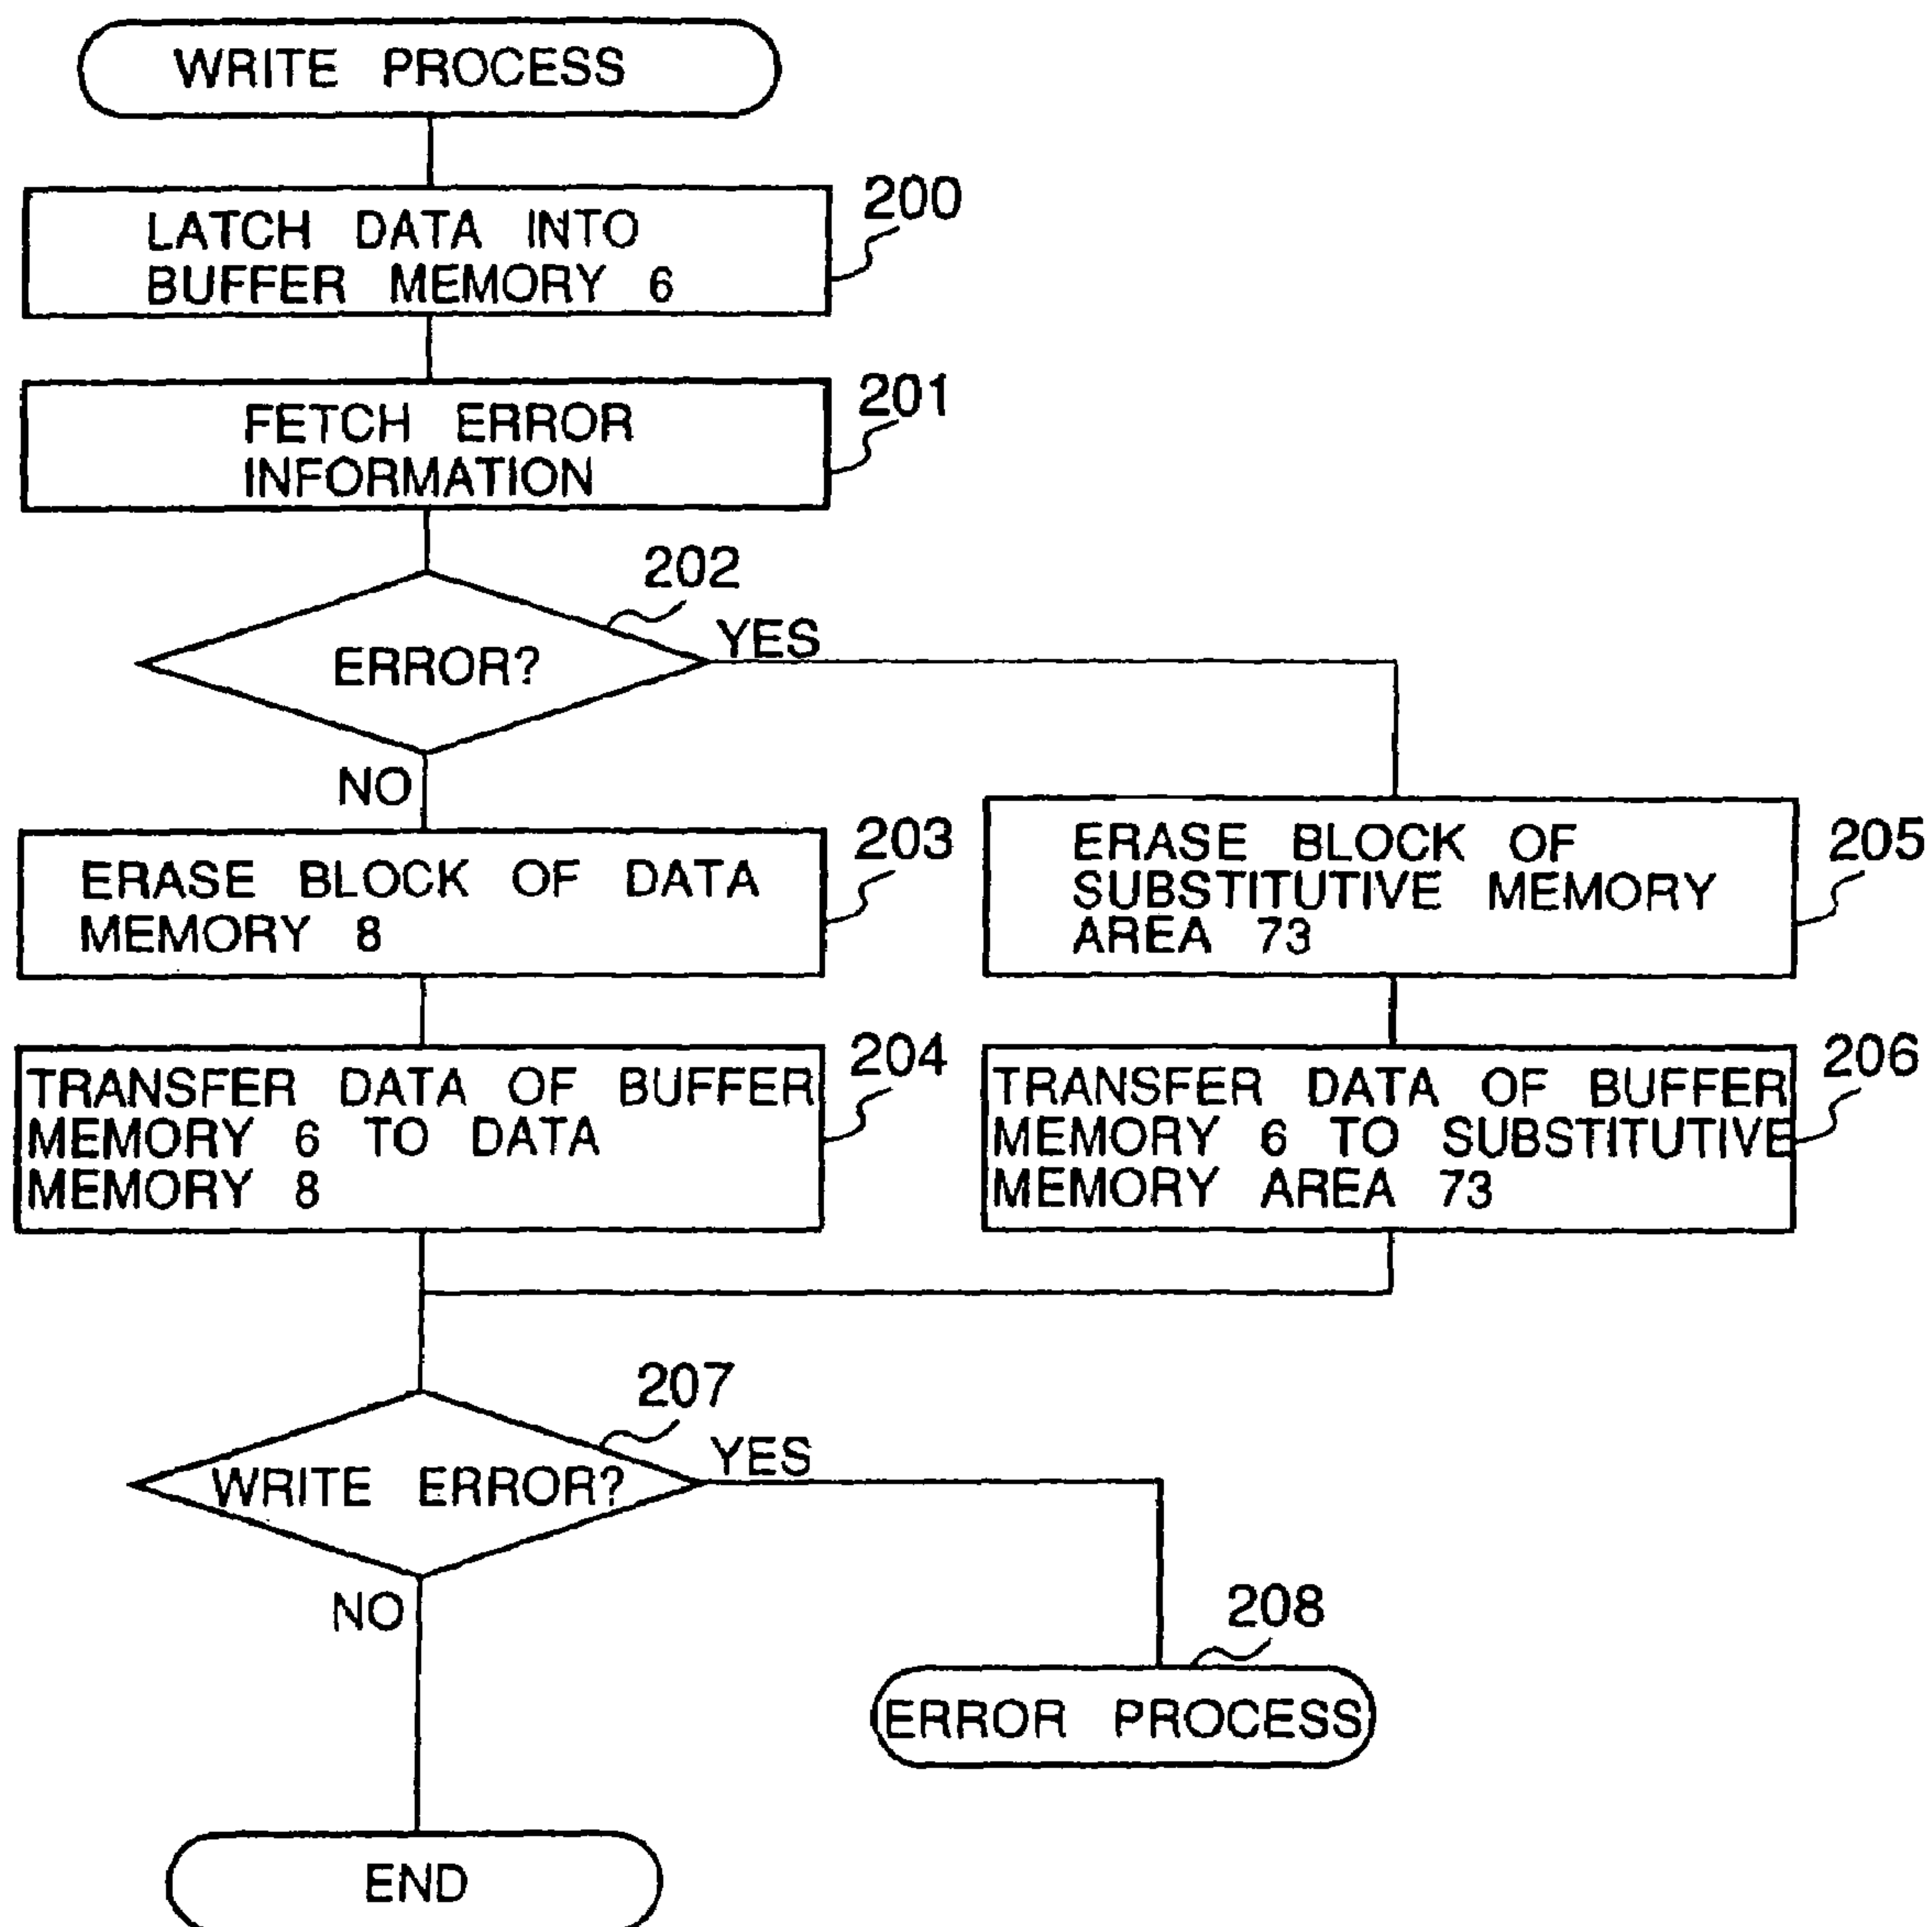 WRITE PROCESS
200
LATCH DATA INTO
BUFFER MEMORY 6
201
FETCH ERROR
INFORMATION
202
ERROR?
YES
NO
203
ERASE BLOCK OF DATA
MEMORY 8
205
ERASE BLOCK OF
SUBSTITUTIVE MEMORY
AREA 73
204
TRANSFER DATA OF BUFFER
MEMORY 6 TO DATA
MEMORY 8
206
TRANSFER DATA OF BUFFER
MEMORY 6 TO SUBSTITUTIVE
MEMORY AREA 73
207
WRITE ERROR?
YES
NO
208
ERROR PROCESS
END